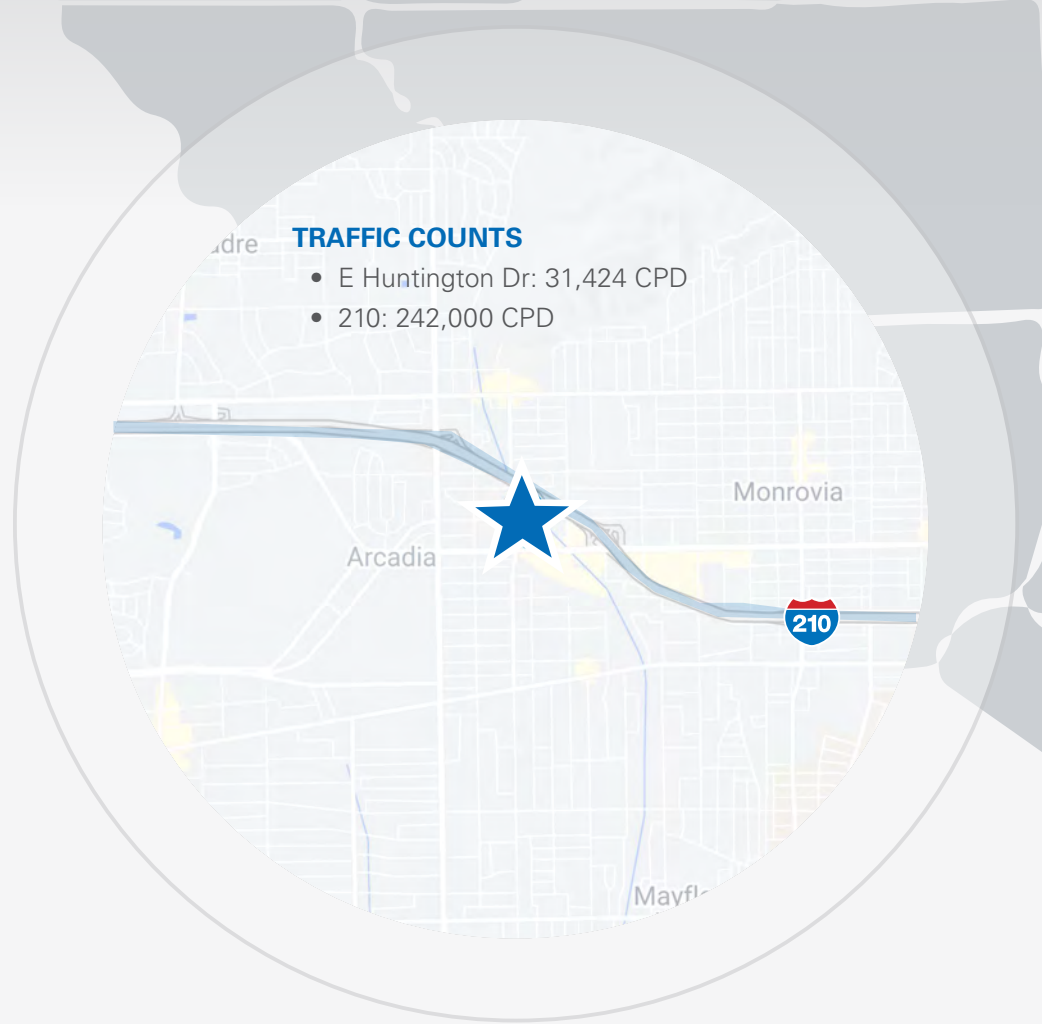 TRAFFIC COUNTS
• E Huntington Dr: 31,424 CPD
• 210: 242,000 CPD
Monrovia
Arcadia
210